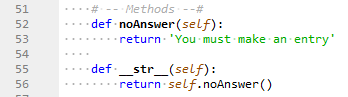 51 # -- Methods --#
52 def noAnswer(self):
53 return 'You must make an entry'
54
55 def __str__(self):
56 return self.noAnswer()